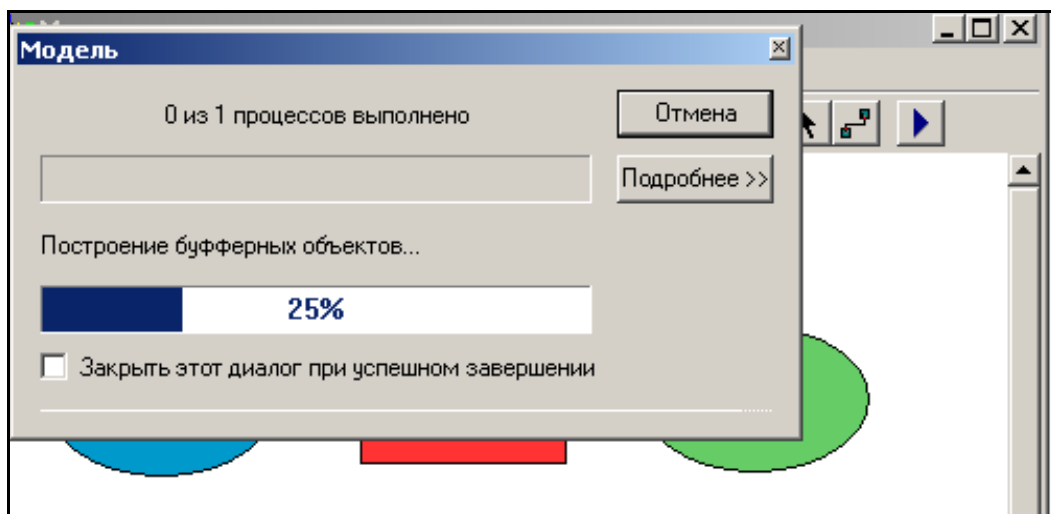 Модель
0 из 1 процессов выполнено
Отмена
Подробнее >>
Построение буфферных объектов...
25%
Закрыть этот диалог при успешном завершении